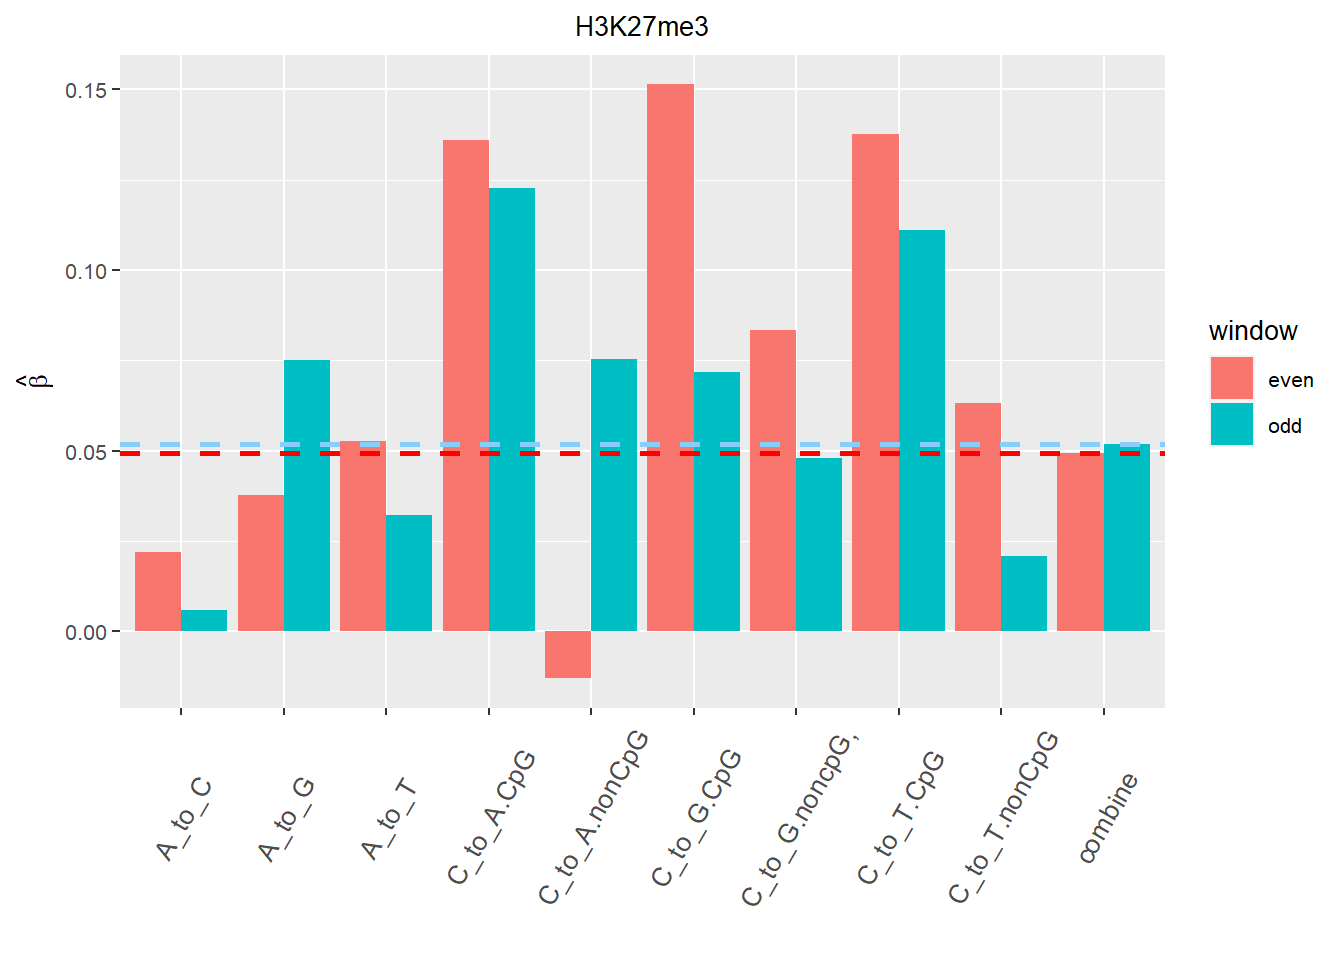 H3K27me3
0.15
0.10
0.05
0.00
β̂
A_to_C
A_to_G
A_to_T
C_to_A.CpG
C_to_A.nonCpG
C_to_G.CpG
C_to_G.noncpG,
C_to_T.CpG
C_to_T.nonCpG
combine
window
even
odd